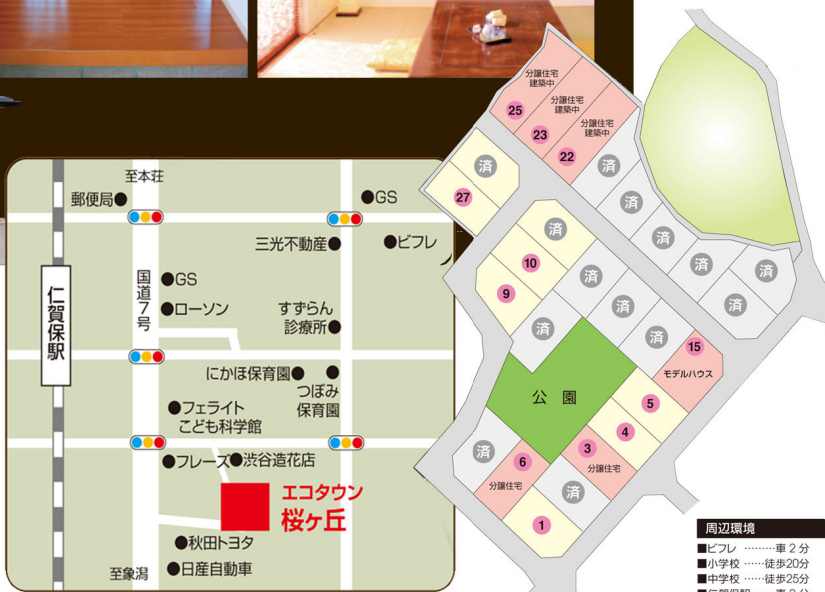 至本荘
郵便局
GS
三光不動産
ビフレ
仁賀保駅
国道7号
GS
ローソン
すずらん
診療所
にかほ保育園
つぼみ
保育園
フェライト
こども科学館
フレーズ
渋谷造花店
エコタウン
桜ヶ丘
秋田トヨタ
日産自動車
至象潟
分譲住宅
建築中
25
分譲住宅
建築中
23
分譲住宅
建築中
22
済
27
済
済
済
済
済
済
済
10
9
済
済
済
済
15
モデルハウス
公園
5
4
3
分譲住宅
済
6
分譲住宅
済
1
周辺環境
■ビフレ ………車2分
■小学校 ……徒歩20分
■中学校 ……徒歩25分
■仁賀保駅 ……車2分